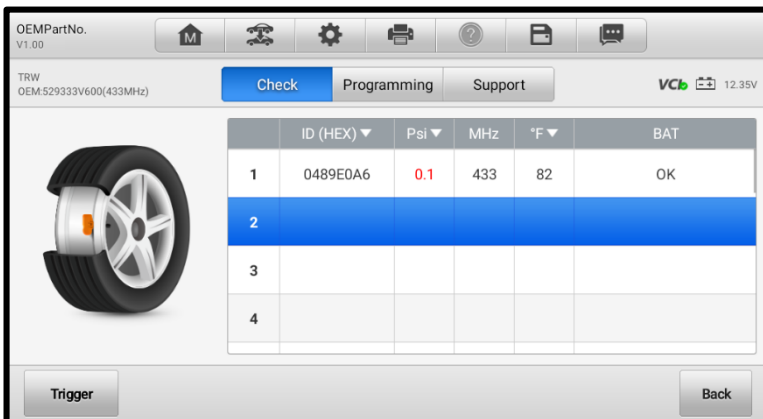 OEMPartNo.
V1.00
M
TRW
OEM:529333V600(433MHz)
Check Programming Support
VCI 12.35V
ID (HEX) ▼ Psi ▼ MHz °F ▼ BAT
1 0489E0A6 0.1 433 82 OK
2
3
4
Trigger Back